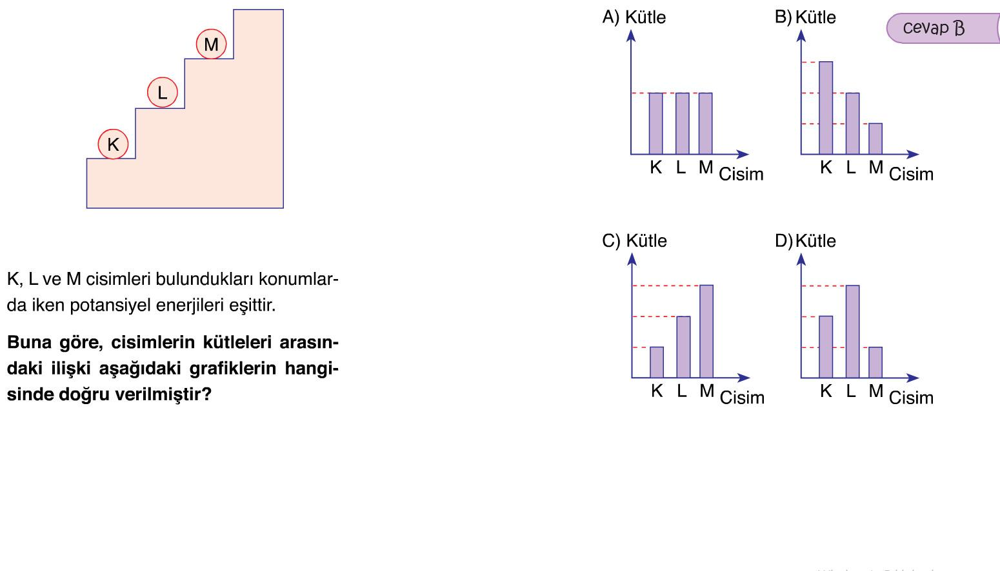 M
L
K
K, L ve M cisimleri bulundukları konumlar-
da iken potansiyel enerjileri eşittir.
Buna göre, cisimlerin kütleleri arasın-
daki ilişki aşağıdaki grafiklerin hangi-
sinde doğru verilmiştir?
A) Kütle
K L M Cisim
B) Kütle
K L M Cisim
cevap B
C) Kütle
K L M Cisim
D) Kütle
K L M Cisim